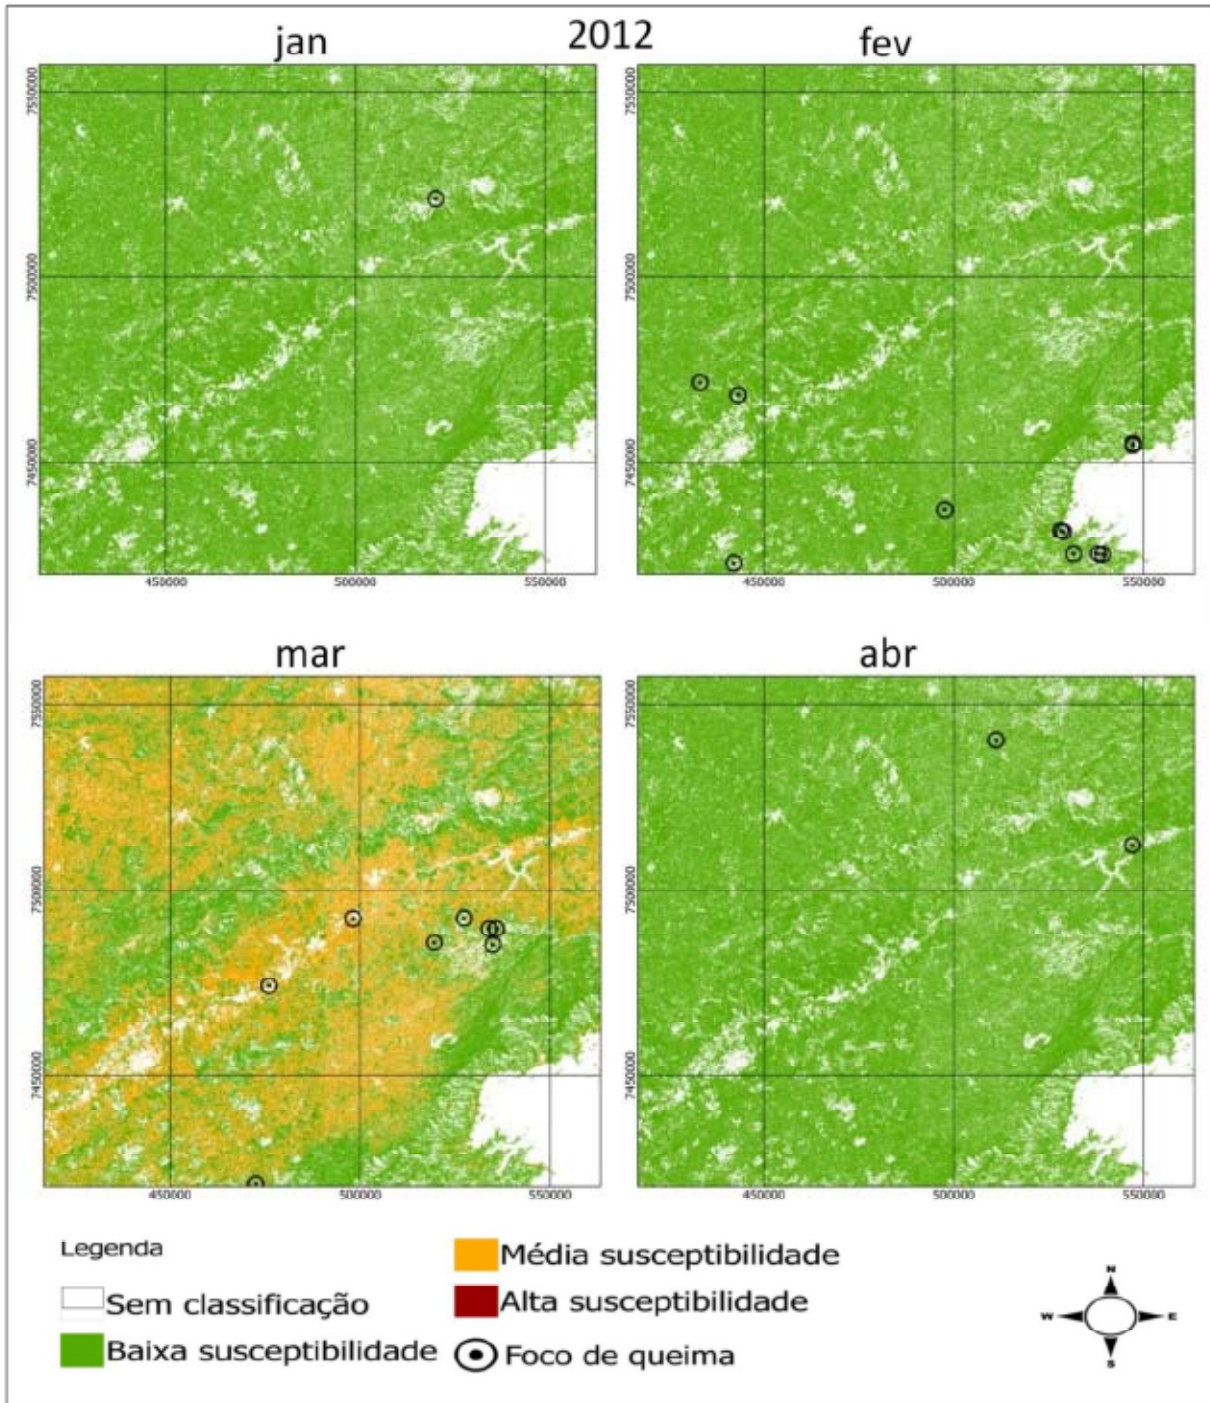 2012
jan
fev
7550000
7500000
7450000
450000
500000
550000
7550000
7500000
7450000
450000
500000
550000
mar
abr
7550000
7500000
7450000
450000
500000
550000
7550000
7500000
7450000
450000
500000
550000
Legenda
Sem classificação
Baixa susceptibilidade
Média susceptibilidade
Alta susceptibilidade
Foco de queima
N
W
E
S